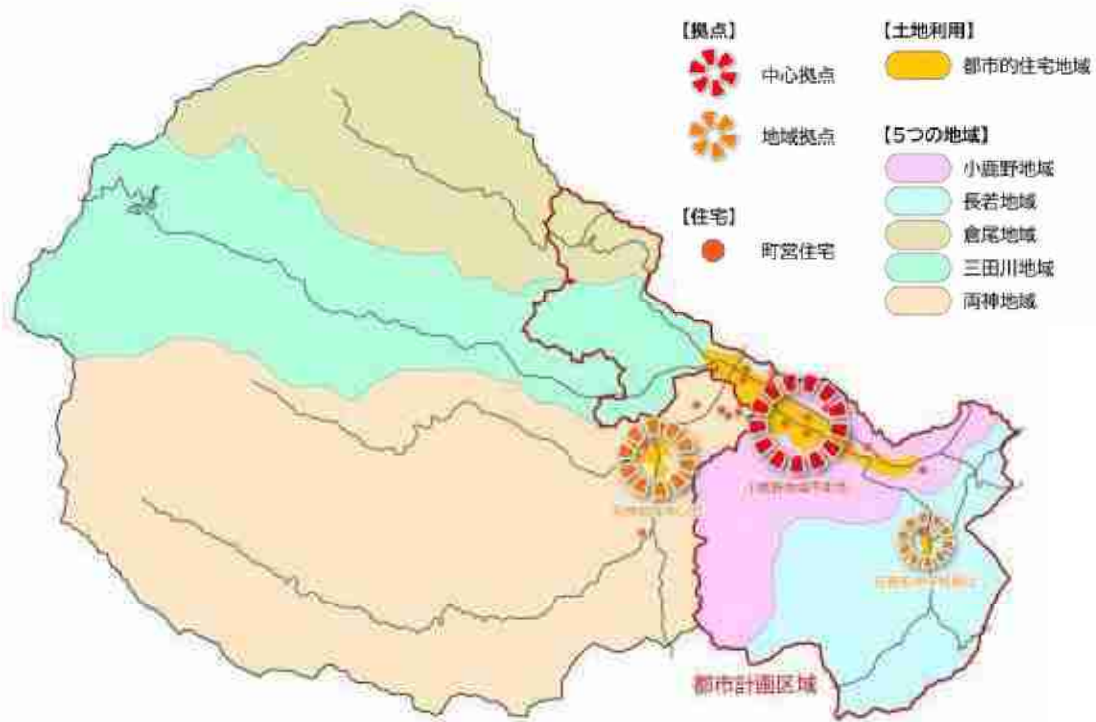 【拠点】
中心拠点
地域拠点
【住宅】
町営住宅
【土地利用】
都市的住宅地域
【5つの地域】
小鹿野地域
長若地域
倉尾地域
三田川地域
両神地域
都市計画区域